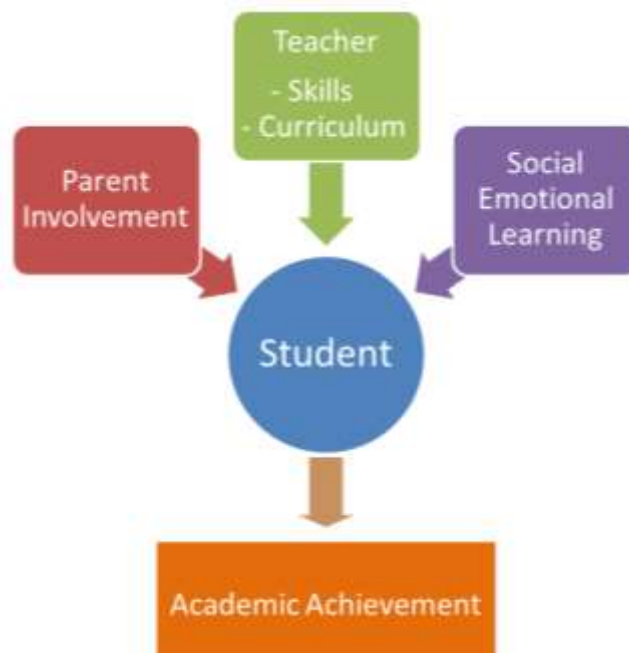 Teacher
- Skills
- Curriculum
Parent
Involvement
Social
Emotional
Learning
Student
Academic Achievement